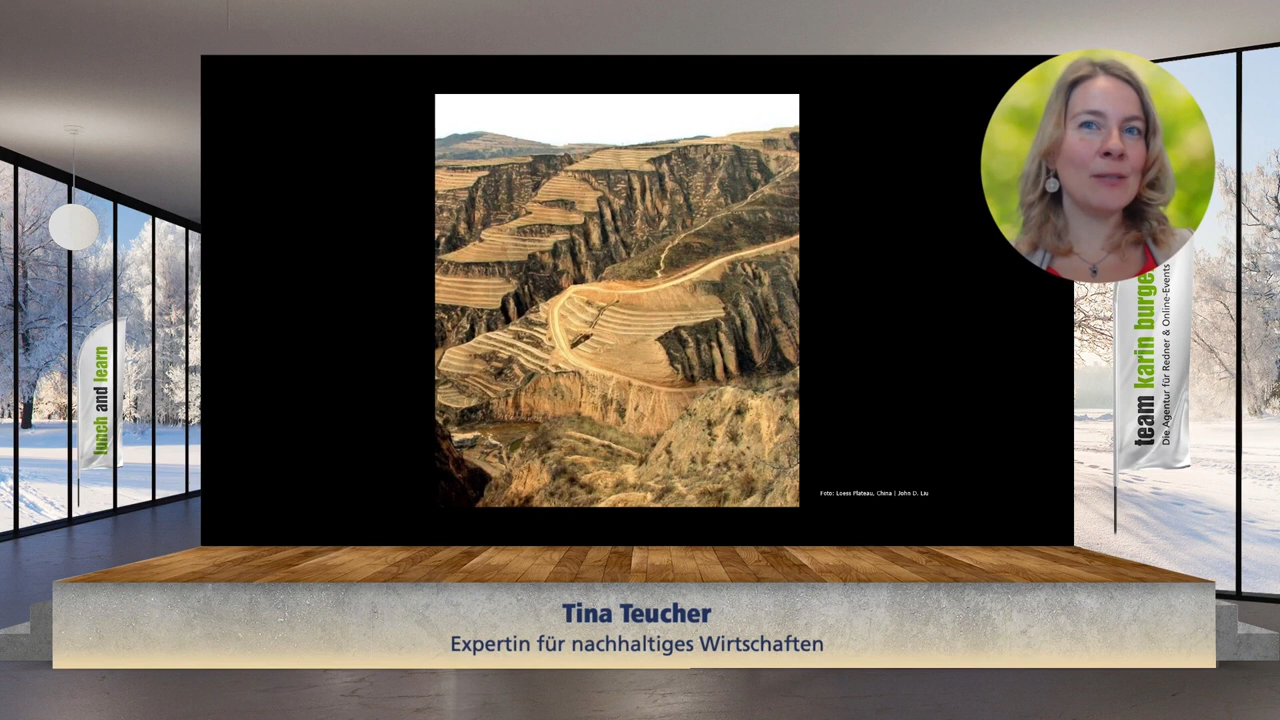 lunch and learn
team karin burge
Die Agentur für Redner & Online-Events
Foto: Loess Plateau, China | John D. Liu
Tina Teucher
Expertin für nachhaltiges Wirtschaften